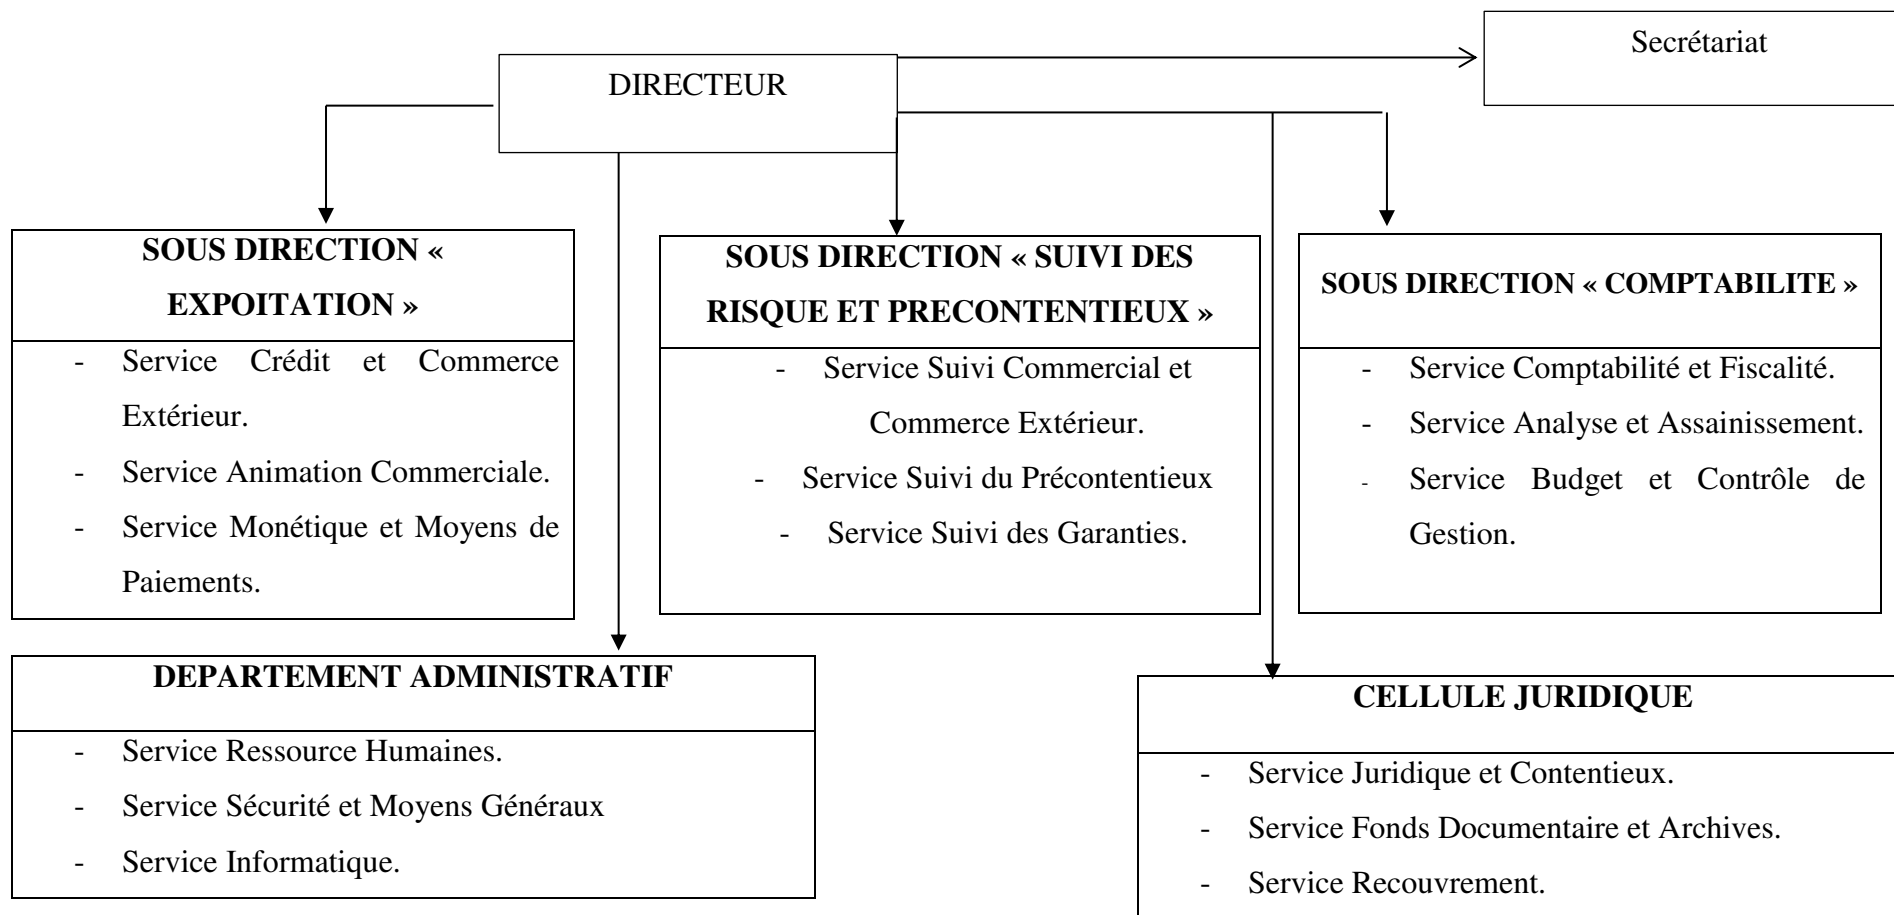 Secrétariat
DIRECTEUR
SOUS DIRECTION «
EXPOITATION »
- Service Crédit et Commerce
Extérieur.
- Service Animation Commerciale.
- Service Monétique et Moyens de
Paiements.
SOUS DIRECTION « SUIVI DES
RISQUE ET PRECONTENTIEUX »
- Service Suivi Commercial et
Commerce Extérieur.
- Service Suivi du Précontentieux
- Service Suivi des Garanties.
SOUS DIRECTION « COMPTABILITE »
- Service Comptabilité et Fiscalité.
- Service Analyse et Assainissement.
- Service Budget et Contrôle de
Gestion.
DEPARTEMENT ADMINISTRATIF
- Service Ressource Humaines.
- Service Sécurité et Moyens Généraux
- Service Informatique.
CELLULE JURIDIQUE
- Service Juridique et Contentieux.
- Service Fonds Documentaire et Archives.
- Service Recouvrement.